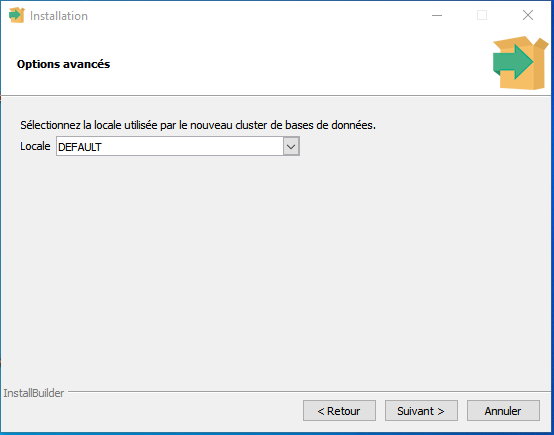 Installation
Options avancés
Sélectionnez la locale utilisée par le nouveau cluster de bases de données.
Locale DEFAULT
InstallBuilder
< Retour Suivant > Annuler